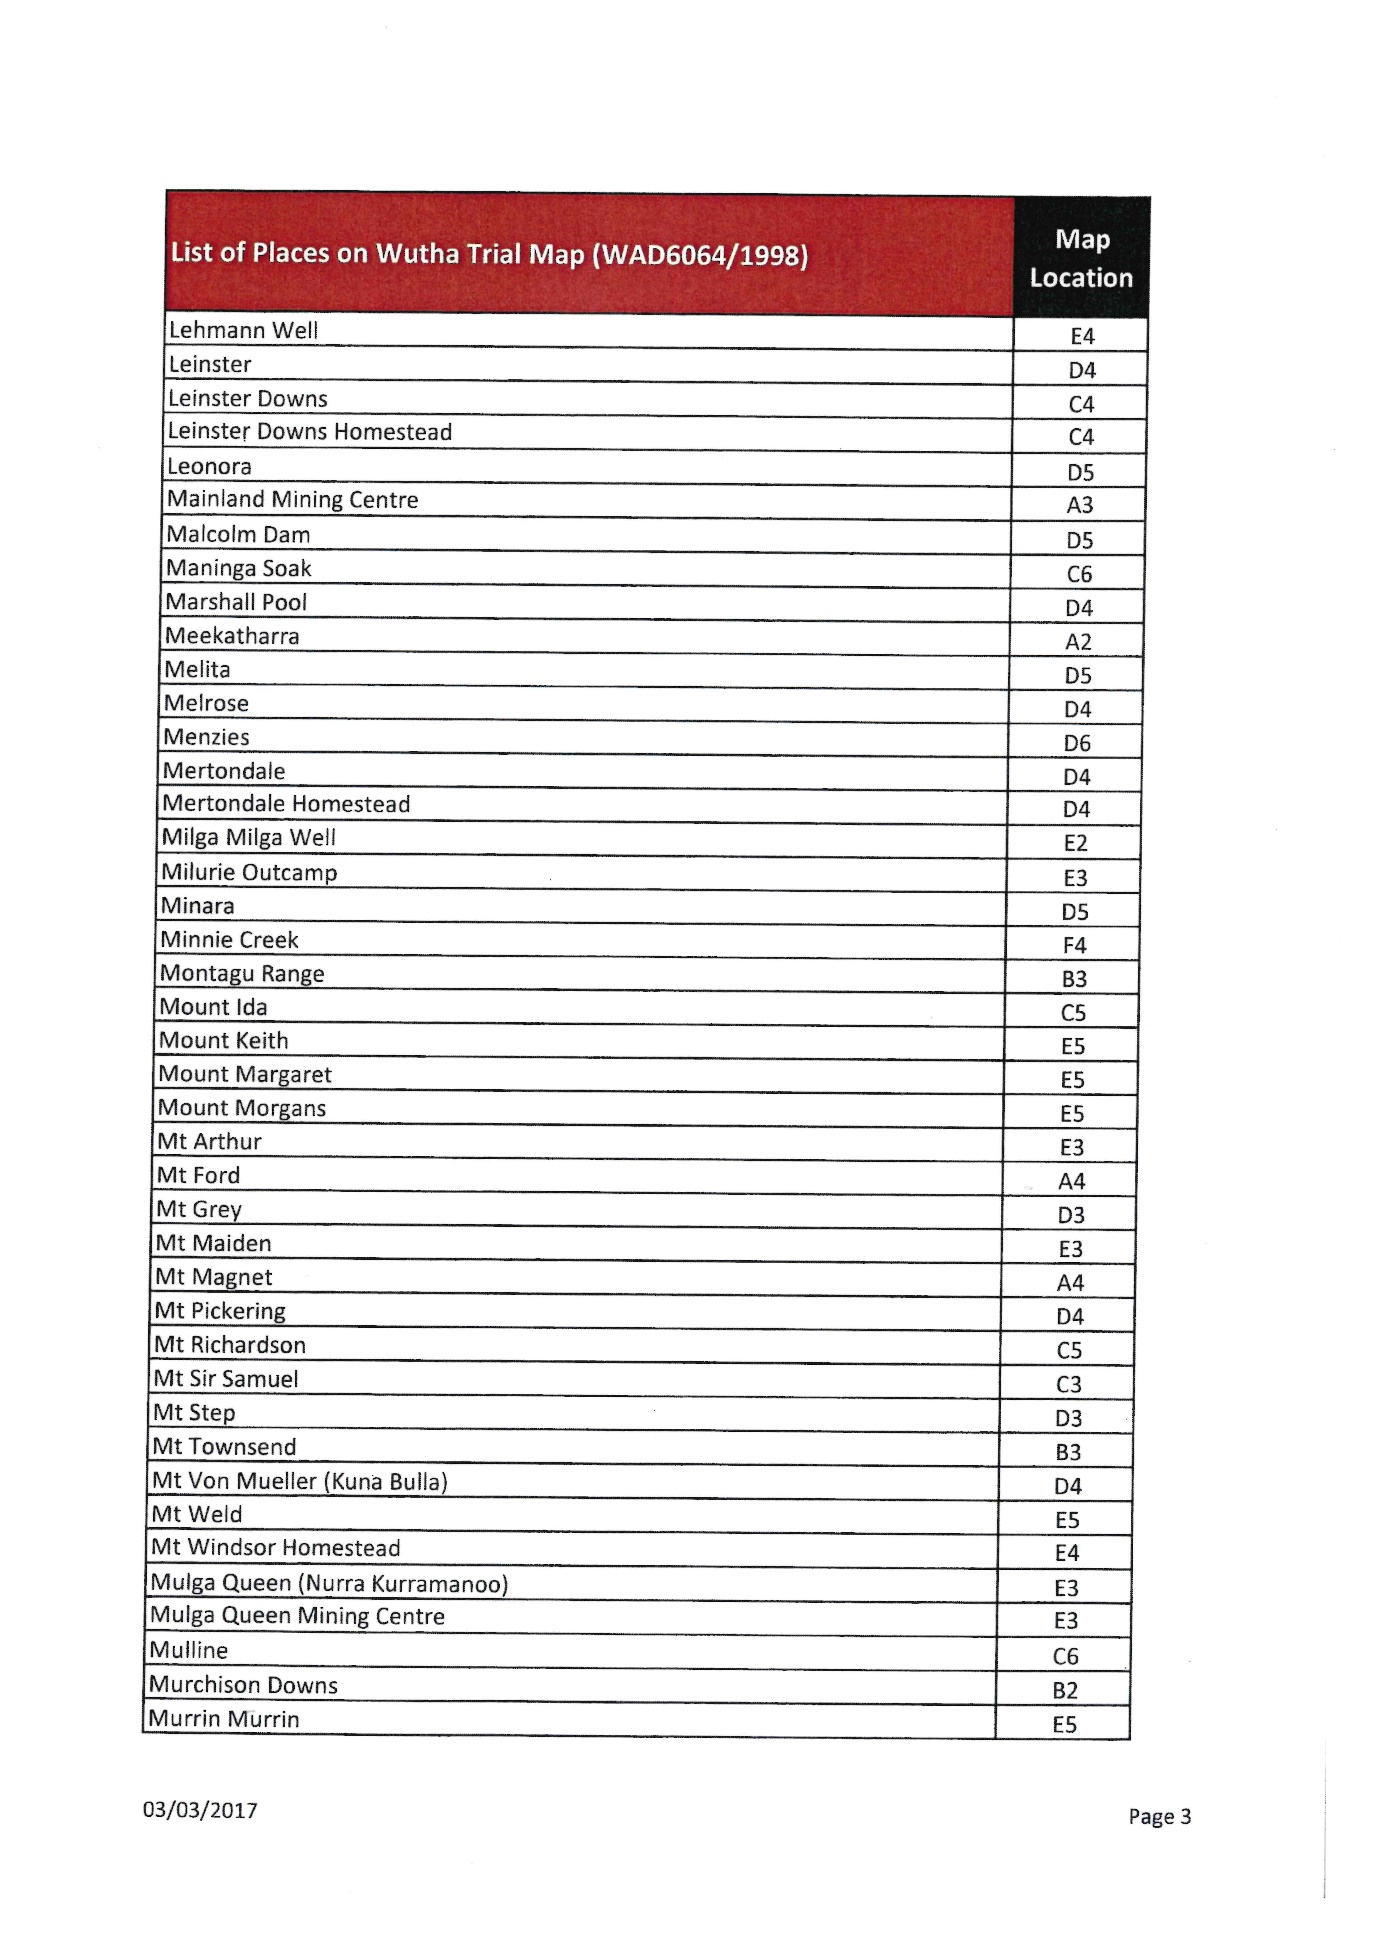 List of Places on Wutha Trial Map (WAD6064/1998) Map Location
Lehmann Well E4
Leinster D4
Leinster Downs C4
Leinster Downs Homestead C4
Leonora D5
Mainland Mining Centre A3
Malcolm Dam D5
Maninga Soak C6
Marshall Pool D4
Meekatharra A2
Melita D5
Melrose D4
Menzies D6
Mertondale D4
Mertondale Homestead D4
Milga Milga Well E2
Milurie Outcamp E3
Minara D5
Minnie Creek F4
Montagu Range B3
Mount Ida C5
Mount Keith E5
Mount Margaret E5
Mount Morgans E5
Mt Arthur E3
Mt Ford A4
Mt Grey D3
Mt Maiden E3
Mt Magnet A4
Mt Pickering D4
Mt Richardson C5
Mt Sir Samuel C3
Mt Step D3
Mt Townsend B3
Mt Von Mueller (Kuna Bulla) D4
Mt Weld E5
Mt Windsor Homestead E4
Mulga Queen (Nurra Kurramanoo) E3
Mulga Queen Mining Centre E3
Mulline C6
Murchison Downs B2
Murrin Murrin E5
03/03/2017 Page 3